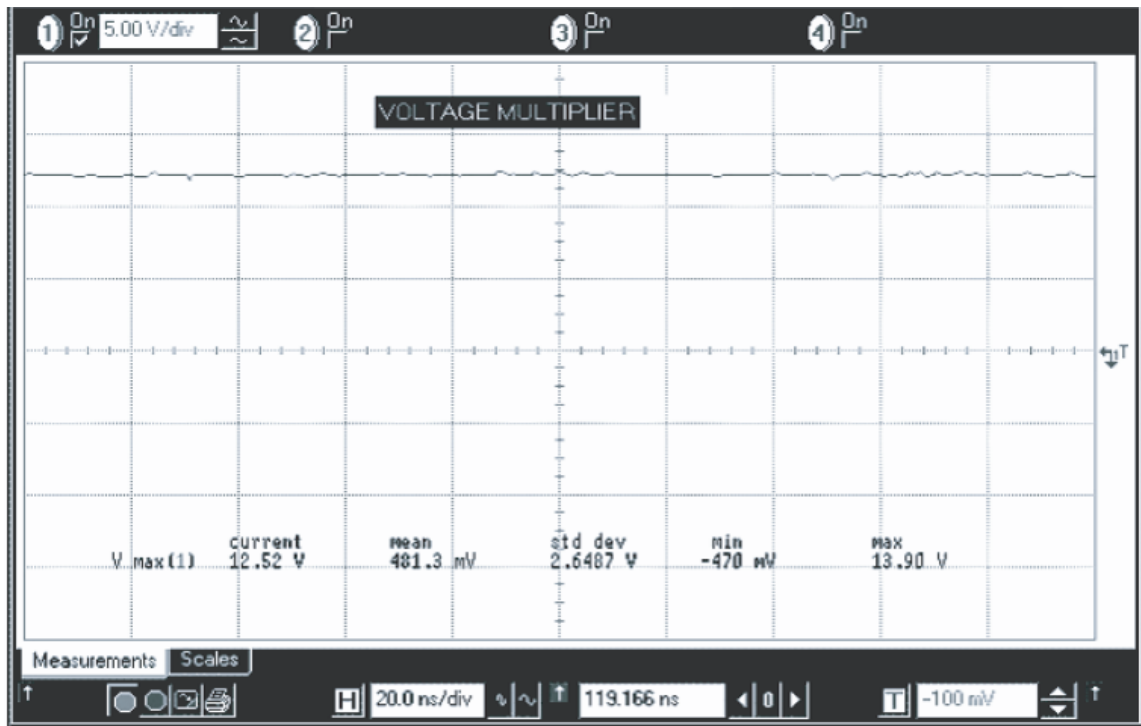 1 On 5.00 V/div 2 On 3 On 4 On
VOLTAGE MULTIPLIER
T
current mean std dev min max
V max(1) 12.52 V 481.3 mV 2.6487 V -470 mV 13.90 V
Measurements Scales
H 20.0 ns/div 119.166 ns 0 T -100 mV